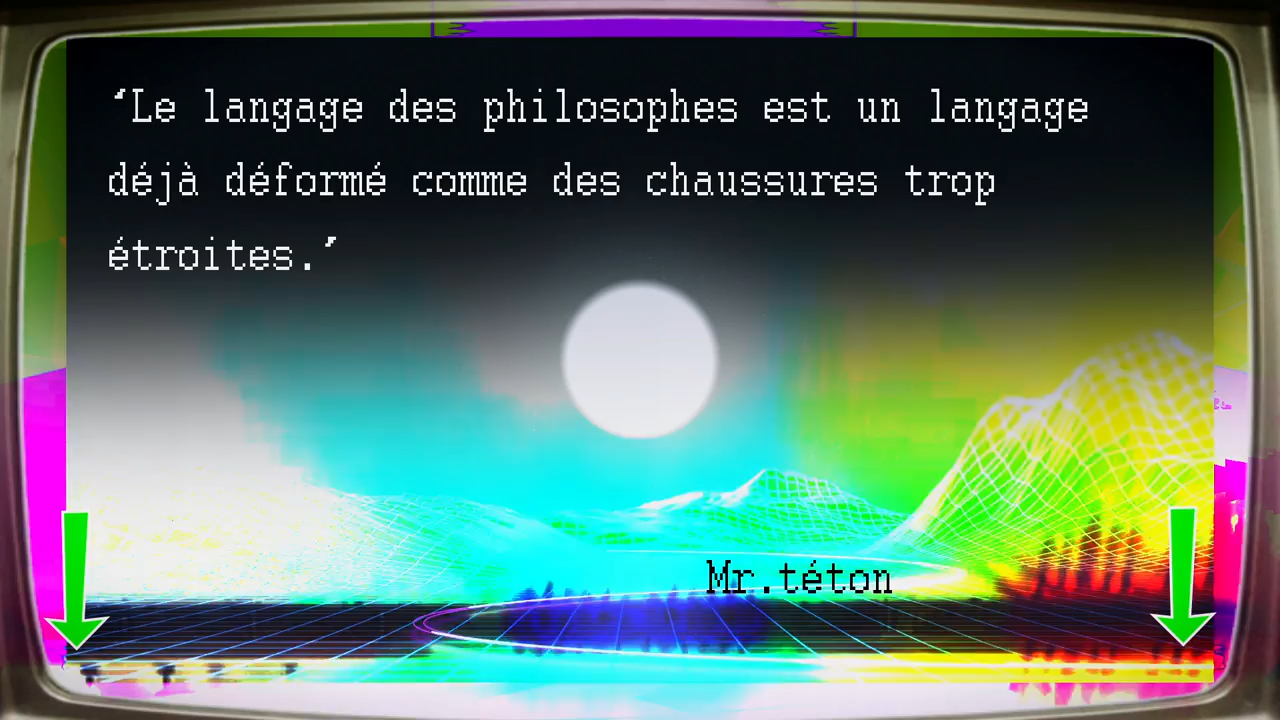 ‘Le langage des philosophes est un langage
déjà déformé comme des chaussures trop
étroites.’
Mr.téton